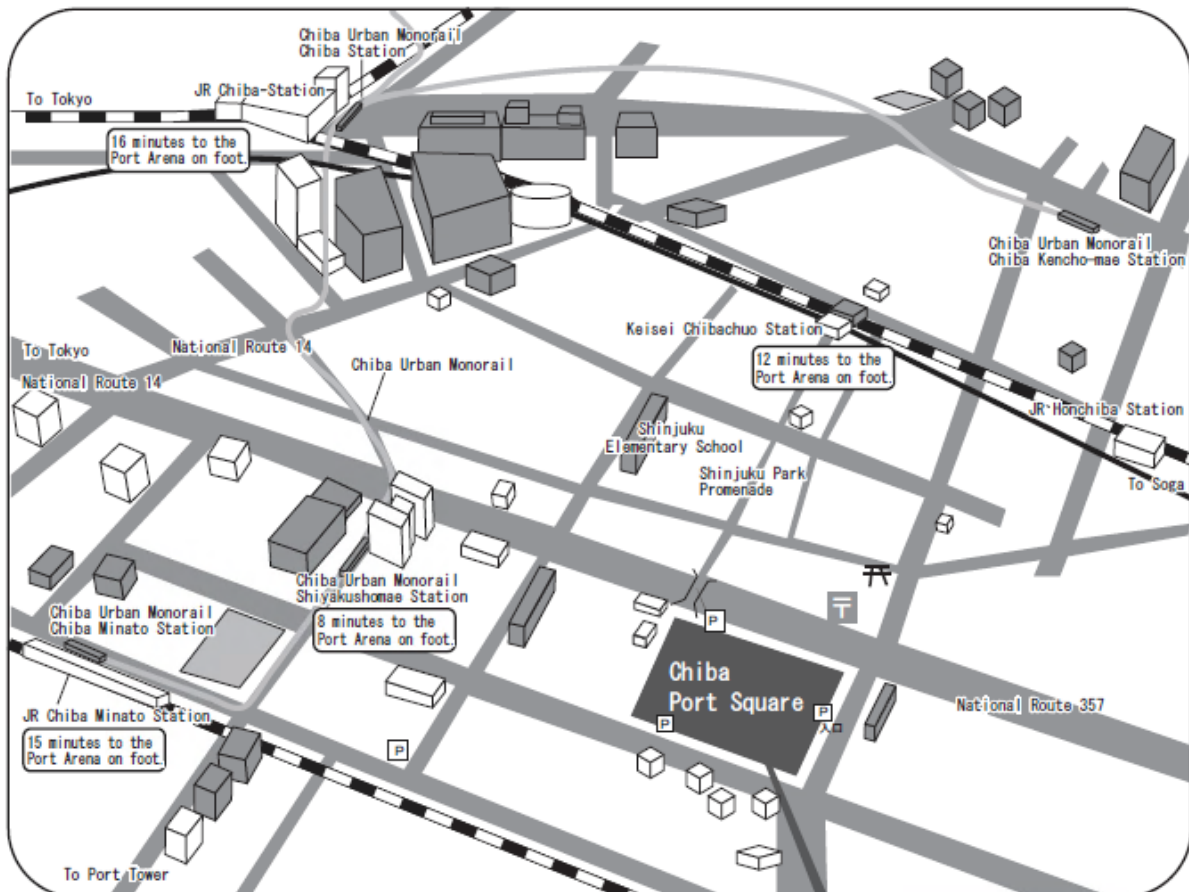 Chiba Urban Monorail
Chiba Station
JR Chiba-Station
To Tokyo
16 minutes to the
Port Arena on foot.
Chiba Urban Monorail
Chiba Kencho-mae Station
Keisei Chibachuo Station
12 minutes to the
Port Arena on foot.
National Route 14
To Tokyo
National Route 14
Chiba Urban Monorail
JR Honchiba Station
To Soga
Shinjuku
Elementary School
Shinjuku Park
Promenade
Chiba Urban Monorail
Shiyakushomae Station
8 minutes to the
Port Arena on foot.
Chiba Urban Monorail
Chiba Minato Station
〒
P
Chiba
Port Square
P
P
入口
National Route 357
JR Chiba Minato Station
15 minutes to the
Port Arena on foot.
P
To Port Tower